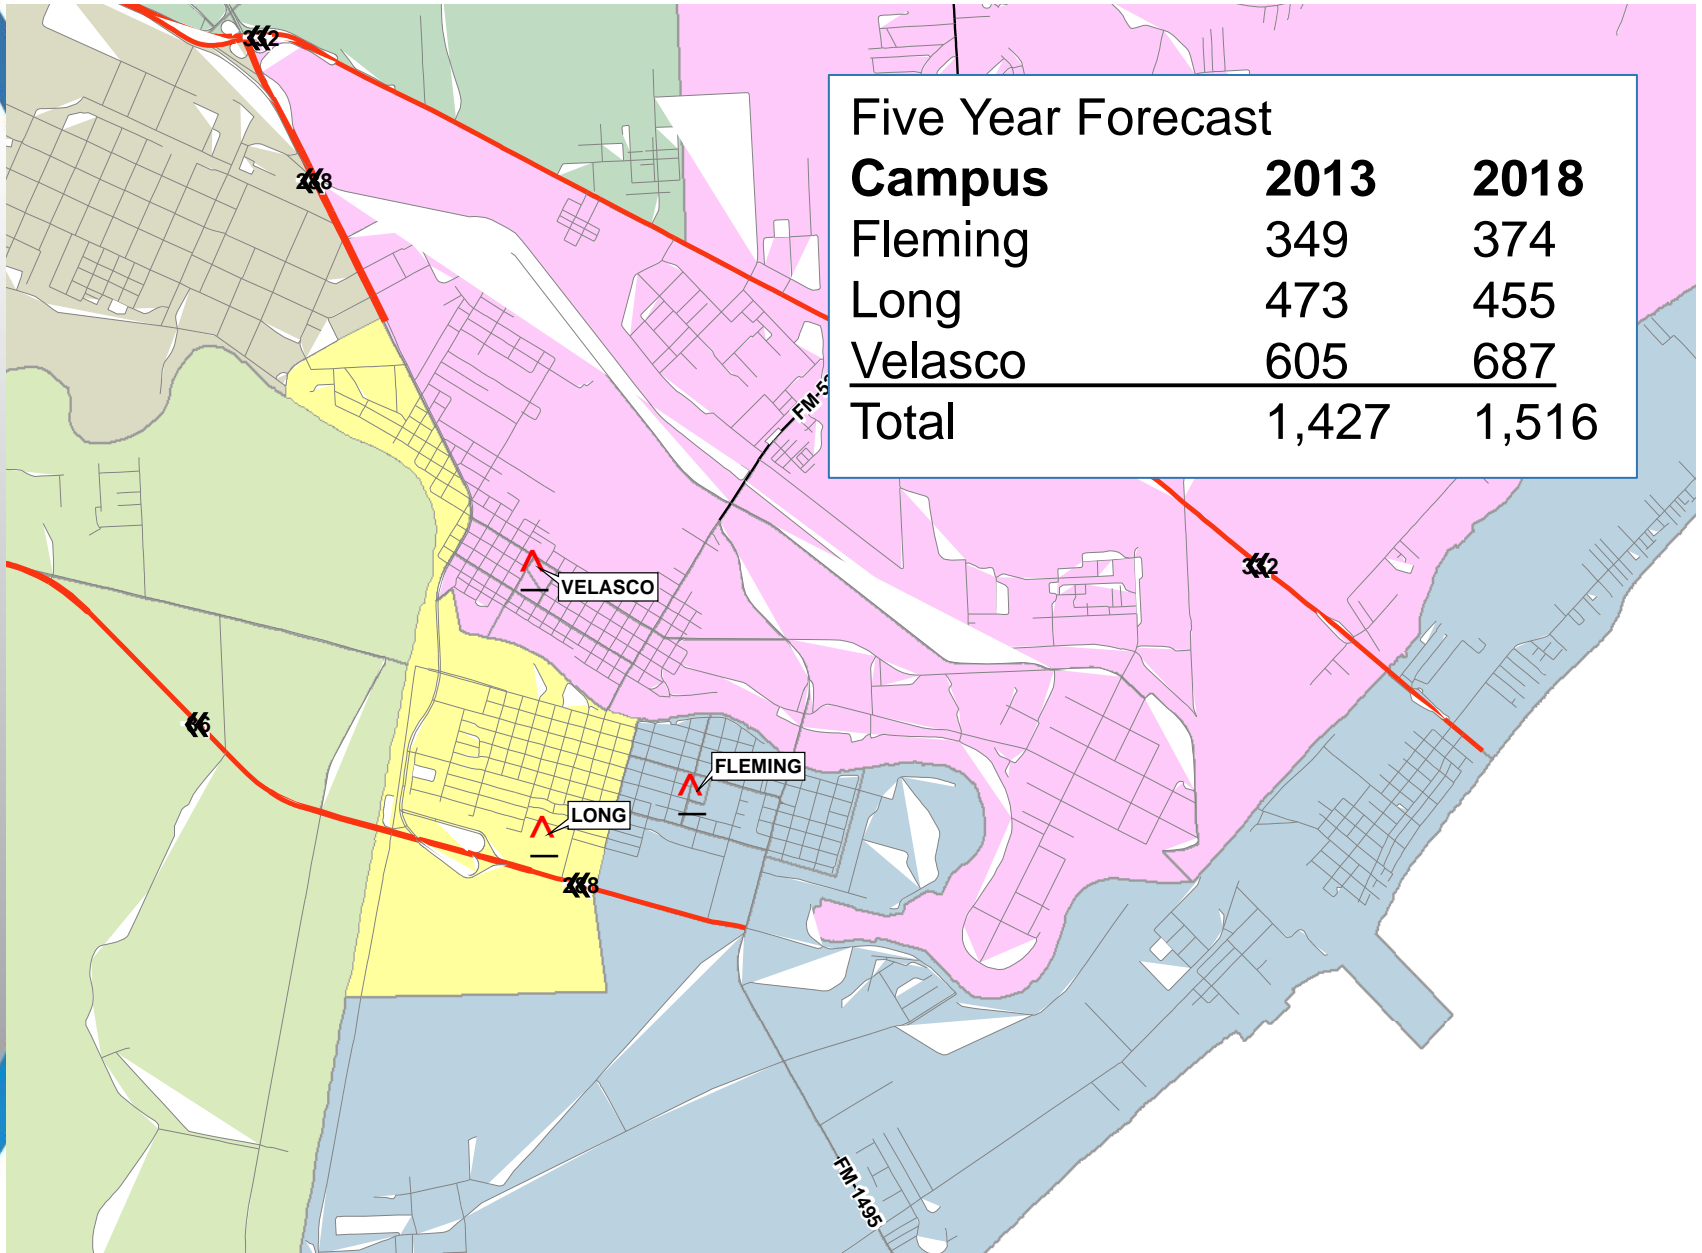 Five Year Forecast
Campus 2013 2018
Fleming 349 374
Long 473 455
Velasco 605 687
Total 1,427 1,516
VELASCO
FLEMING
LONG
FM-1495